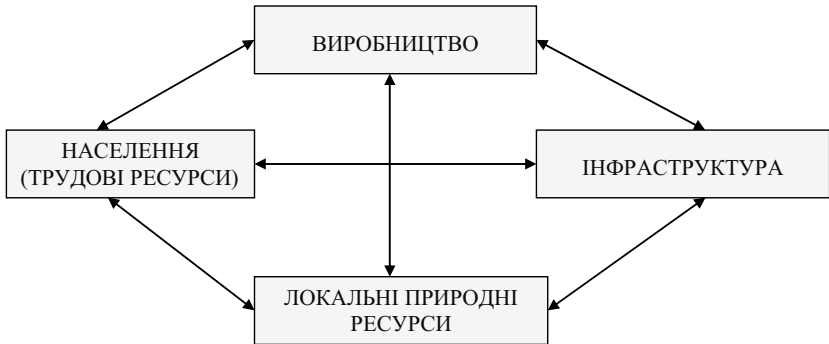 ВИРОБНИЦТВО
НАСЕЛЕННЯ
(ТРУДОВІ РЕСУРСИ)
ІНФРАСТРУКТУРА
ЛОКАЛЬНІ ПРИРОДНІ
РЕСУРСИ